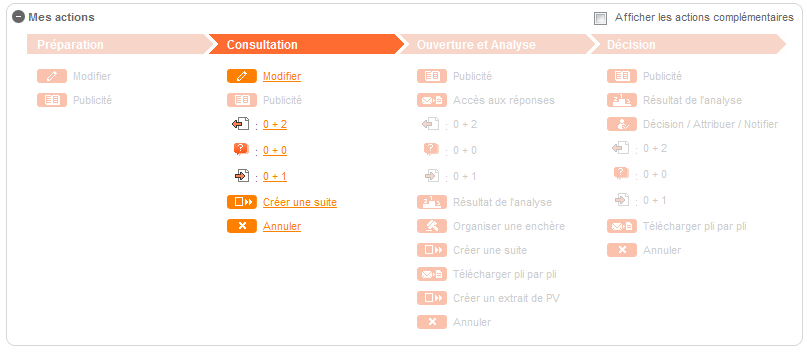 Mes actions
Afficher les actions complémentaires
Préparation
Modifier
Publicité
Consultation
Modifier
Publicité
: 0 + 2
: 0 + 0
: 0 + 1
Créer une suite
Annuler
Ouverture et Analyse
Publicité
Accès aux réponses
: 0 + 2
: 0 + 0
: 0 + 1
Résultat de l'analyse
Organiser une enchère
Créer une suite
Télécharger pli par pli
Créer un extrait de PV
Annuler
Décision
Publicité
Résultat de l'analyse
Décision / Attribuer / Notifier
: 0 + 2
: 0 + 0
: 0 + 1
Télécharger pli par pli
Annuler